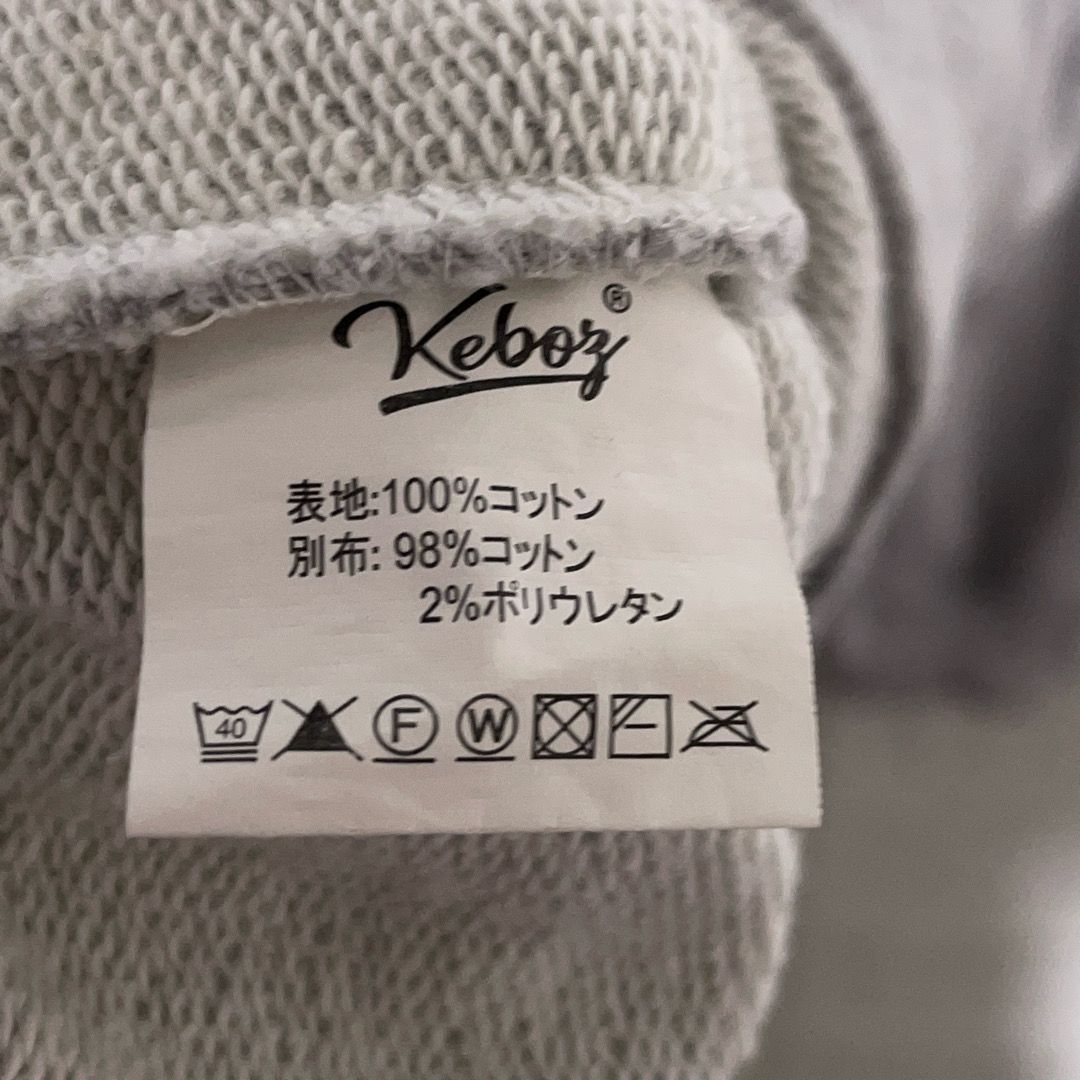 Keboz®
表地:100%コットン
別布: 98%コットン
2%ポリウレタン
40 F W